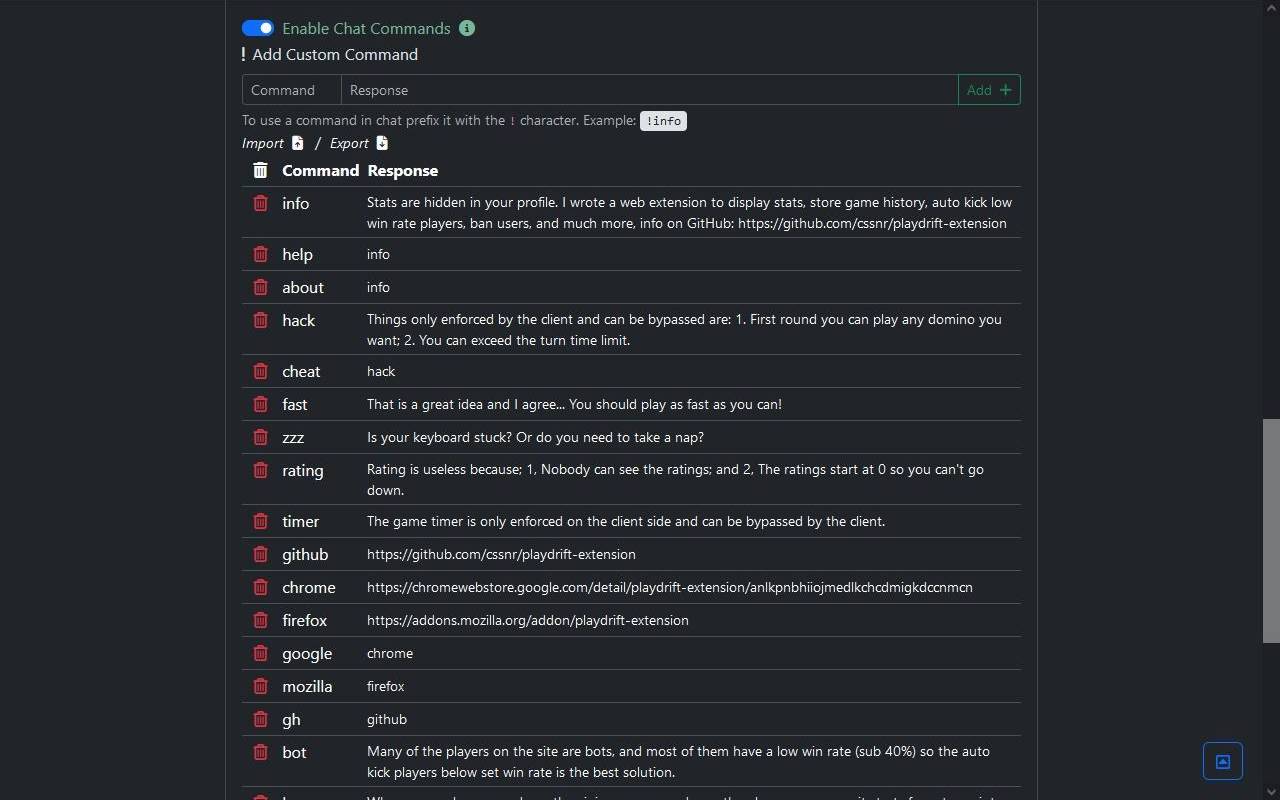 Enable Chat Commands
! Add Custom Command
Command Response Add +
To use a command in chat prefix it with the ! character. Example: !info
Import / Export
Command Response
info Stats are hidden in your profile. I wrote a web extension to display stats, store game history, auto kick low
win rate players, ban users, and much more, info on GitHub: https://github.com/cssnr/playdrift-extension
help info
about info
hack Things only enforced by the client and can be bypassed are: 1. First round you can play any domino you
want; 2. You can exceed the turn time limit.
cheat hack
fast That is a great idea and I agree... You should play as fast as you can!
zzz Is your keyboard stuck? Or do you need to take a nap?
rating Rating is useless because; 1, Nobody can see the ratings; and 2, The ratings start at 0 so you can't go
down.
timer The game timer is only enforced on the client side and can be bypassed by the client.
github https://github.com/cssnr/playdrift-extension
chrome https://chromewebstore.google.com/detail/playdrift-extension/anlkpnbhiiojmedlkchcdmigkdccnmcn
firefox https://addons.mozilla.org/addon/playdrift-extension
google chrome
mozilla firefox
gh github
bot Many of the players on the site are bots, and most of them have a low win rate (sub 40%) so the auto
kick players below set win rate is the best solution.